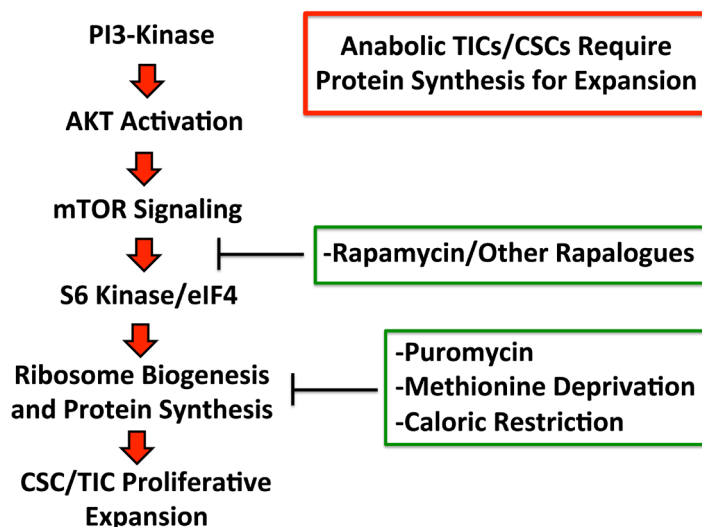 PI3-Kinase
Anabolic TICs/CSCs Require
Protein Synthesis for Expansion
AKT Activation
mTOR Signaling
-Rapamycin/Other Rapalogues
S6 Kinase/eIF4
-Puromycin
-Methionine Deprivation
-Caloric Restriction
Ribosome Biogenesis
and Protein Synthesis
CSC/TIC Proliferative
Expansion